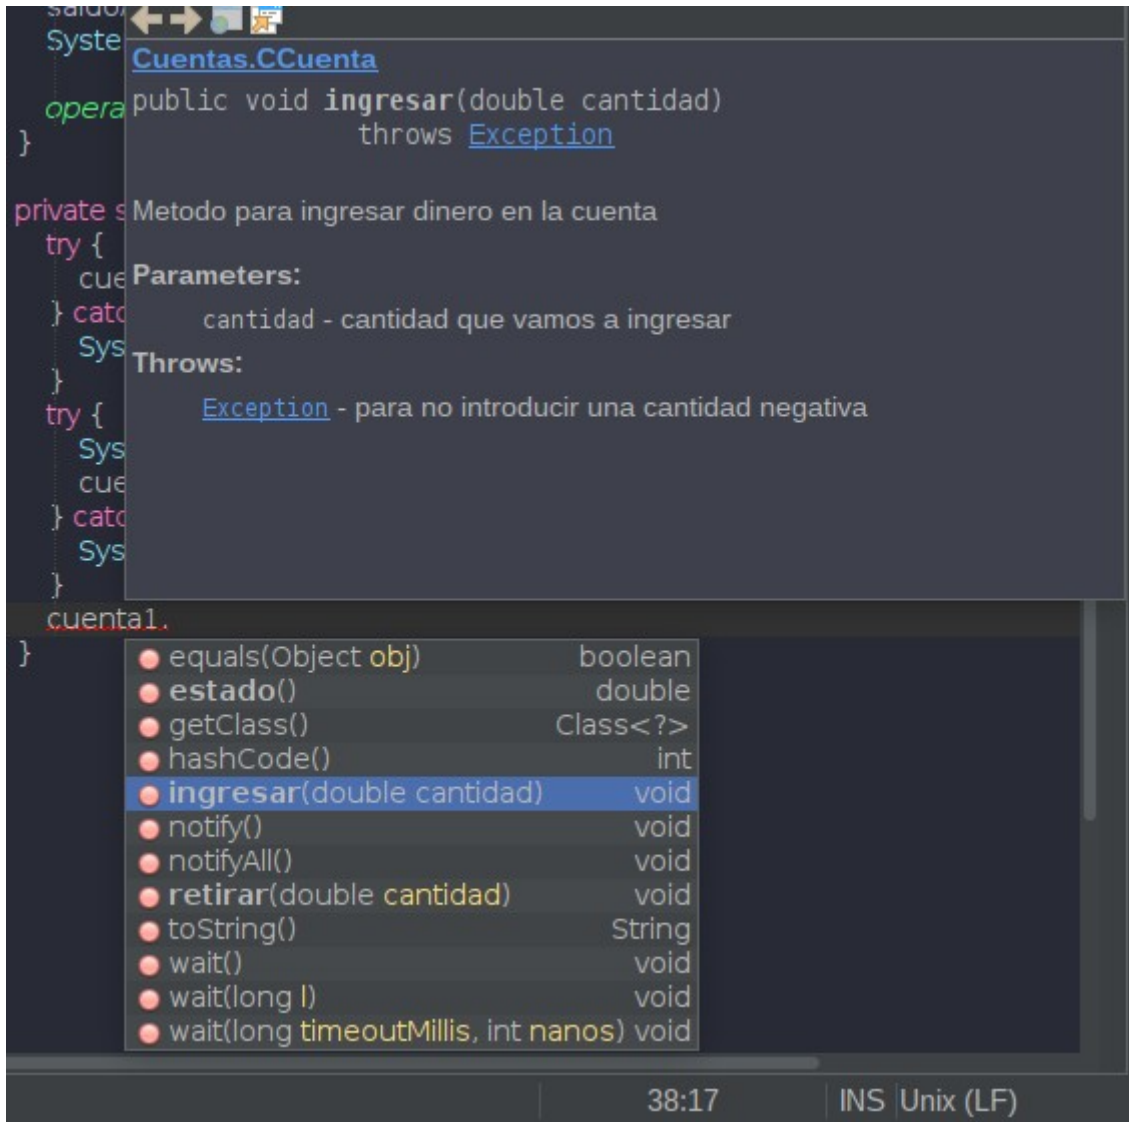 saldo
Syste
Cuentas.CCuenta
opera
public void ingresar(double cantidad)
throws Exception
}
private s
Metodo para ingresar dinero en la cuenta
try {
cue
Parameters:
} catc
cantidad - cantidad que vamos a ingresar
Sys
Throws:
}
try {
Exception - para no introducir una cantidad negativa
Sys
cue
} catc
Sys
}
cuenta1.
}
equals(Object obj) boolean
estado() double
getClass() Class<?>
hashCode() int
ingresar(double cantidad) void
notify() void
notifyAll() void
retirar(double cantidad) void
toString() String
wait() void
wait(long l) void
wait(long timeoutMillis, int nanos) void
38:17 INS Unix (LF)